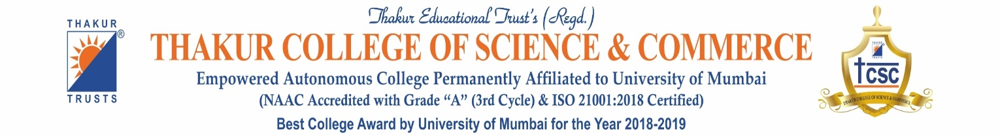 THAKUR
®
TRUSTS
Thakur Educational Trust's (Regd.)
THAKUR COLLEGE OF SCIENCE & COMMERCE
Empowered Autonomous College Permanently Affiliated to University of Mumbai
(NAAC Accredited with Grade “A” (3rd Cycle) & ISO 21001:2018 Certified)
Best College Award by University of Mumbai for the Year 2018-2019
THAKUR
®
TRUSTS
tcsc
THAKUR COLLEGE OF SCIENCE & COMMERCE